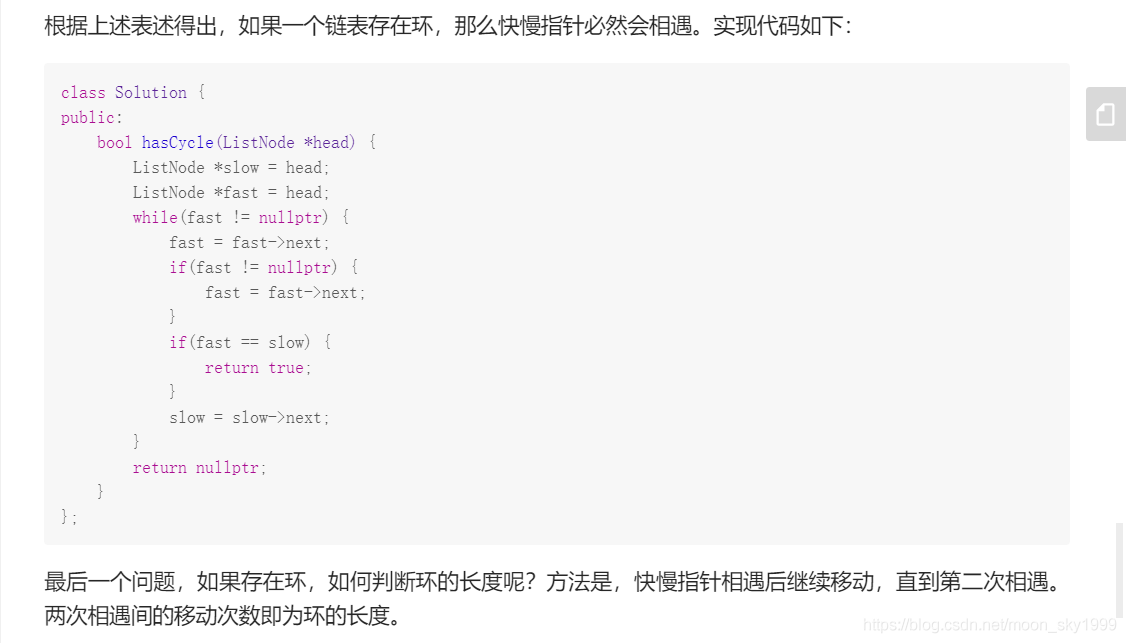 根据上述表述得出，如果一个链表存在环，那么快慢指针必然会相遇。实现代码如下：
class Solution {
public:
    bool hasCycle(ListNode *head) {
        ListNode *slow = head;
        ListNode *fast = head;
        while(fast != nullptr) {
            fast = fast->next;
            if(fast != nullptr) {
                fast = fast->next;
            }
            if(fast == slow) {
                return true;
            }
            slow = slow->next;
        }
        return nullptr;
    }
};
最后一个问题，如果存在环，如何判断环的长度呢？方法是，快慢指针相遇后继续移动，直到第二次相遇。
两次相遇间的移动次数即为环的长度。
https://blog.csdn.net/moon_sky1999